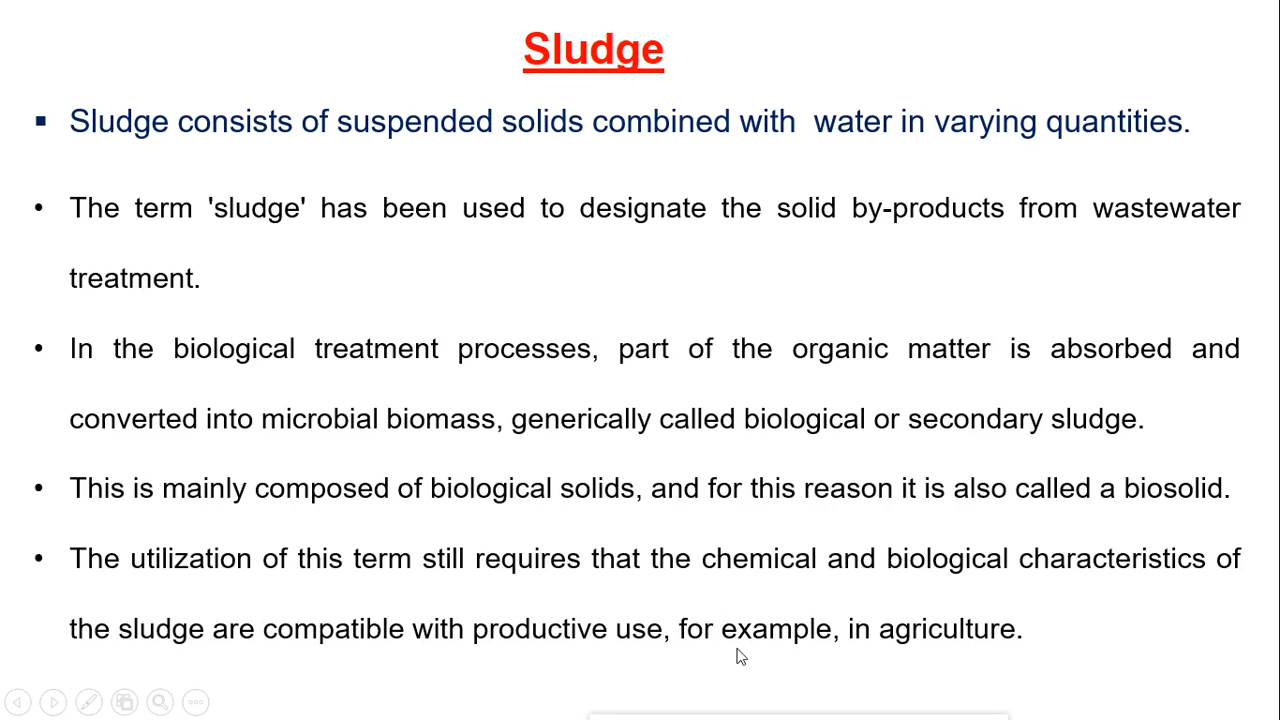 Sludge
▪ Sludge consists of suspended solids combined with water in varying quantities.
• The term 'sludge' has been used to designate the solid by-products from wastewater
treatment.
• In the biological treatment processes, part of the organic matter is absorbed and
converted into microbial biomass, generically called biological or secondary sludge.
• This is mainly composed of biological solids, and for this reason it is also called a biosolid.
• The utilization of this term still requires that the chemical and biological characteristics of
the sludge are compatible with productive use, for example, in agriculture.